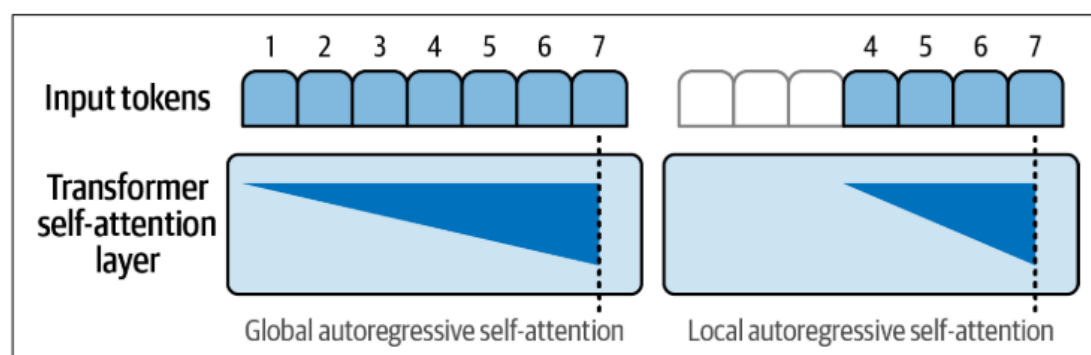 1 2 3 4 5 6 7 4 5 6 7
Input tokens
Transformer
self-attention
layer
Global autoregressive self-attention Local autoregressive self-attention